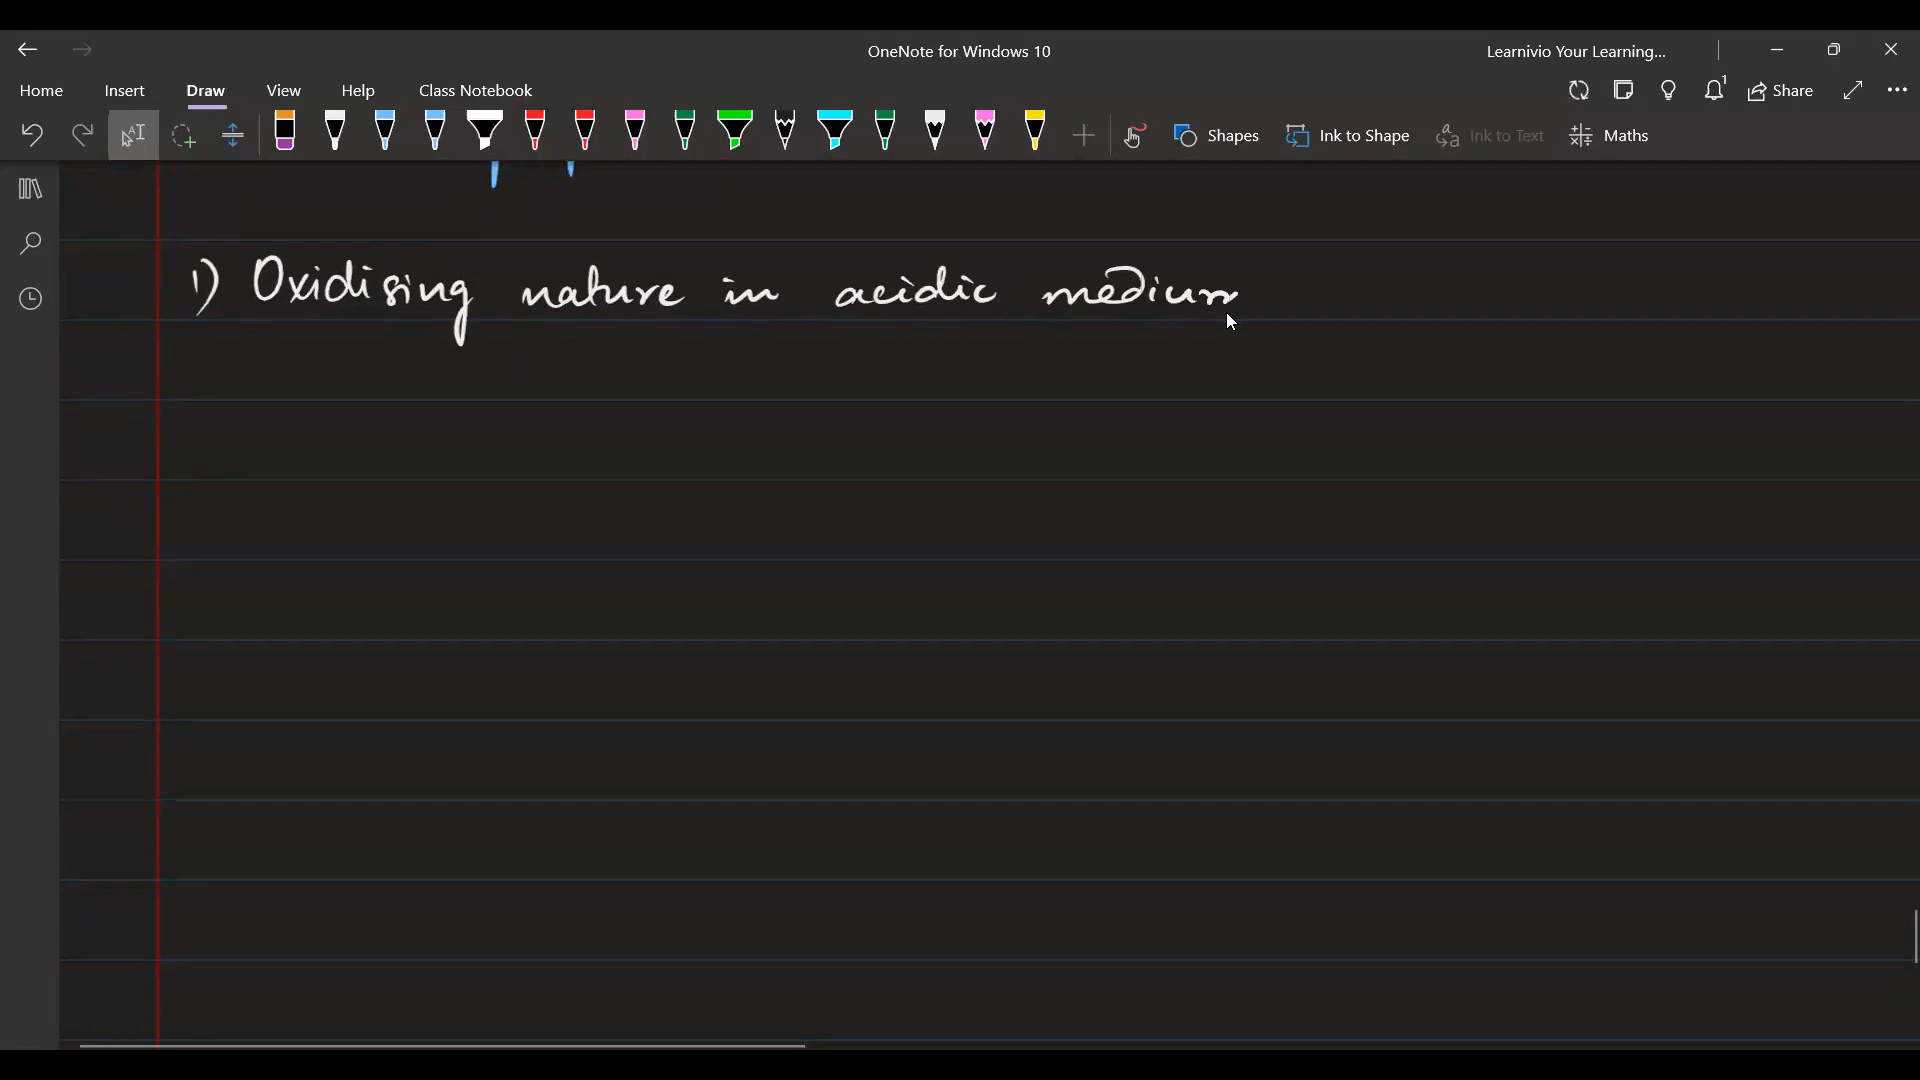 OneNote for Windows 10
Learnivio Your Learning...
Home Insert Draw View Help Class Notebook
1 Share
Shapes Ink to Shape Ink to Text Maths
1) Oxidising nature in acidic medium